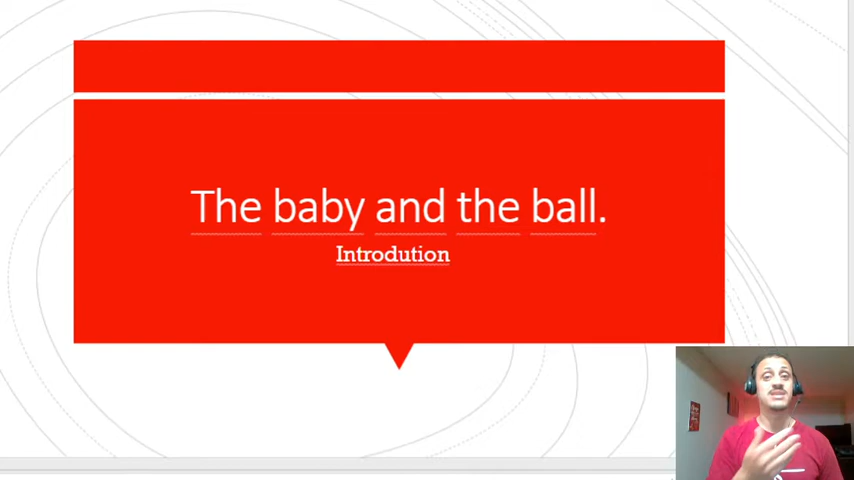 The baby and the ball.
Introdution